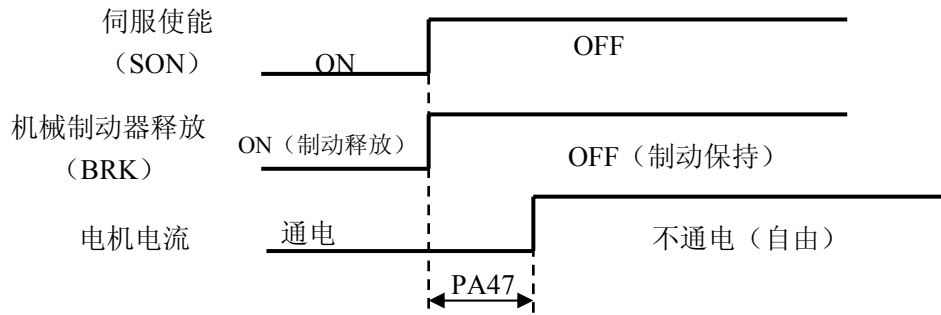 伺服使能
（SON）
ON
OFF
机械制动器释放
（BRK）
ON（制动释放）
OFF（制动保持）
电机电流
通电
不通电（自由）
PA47